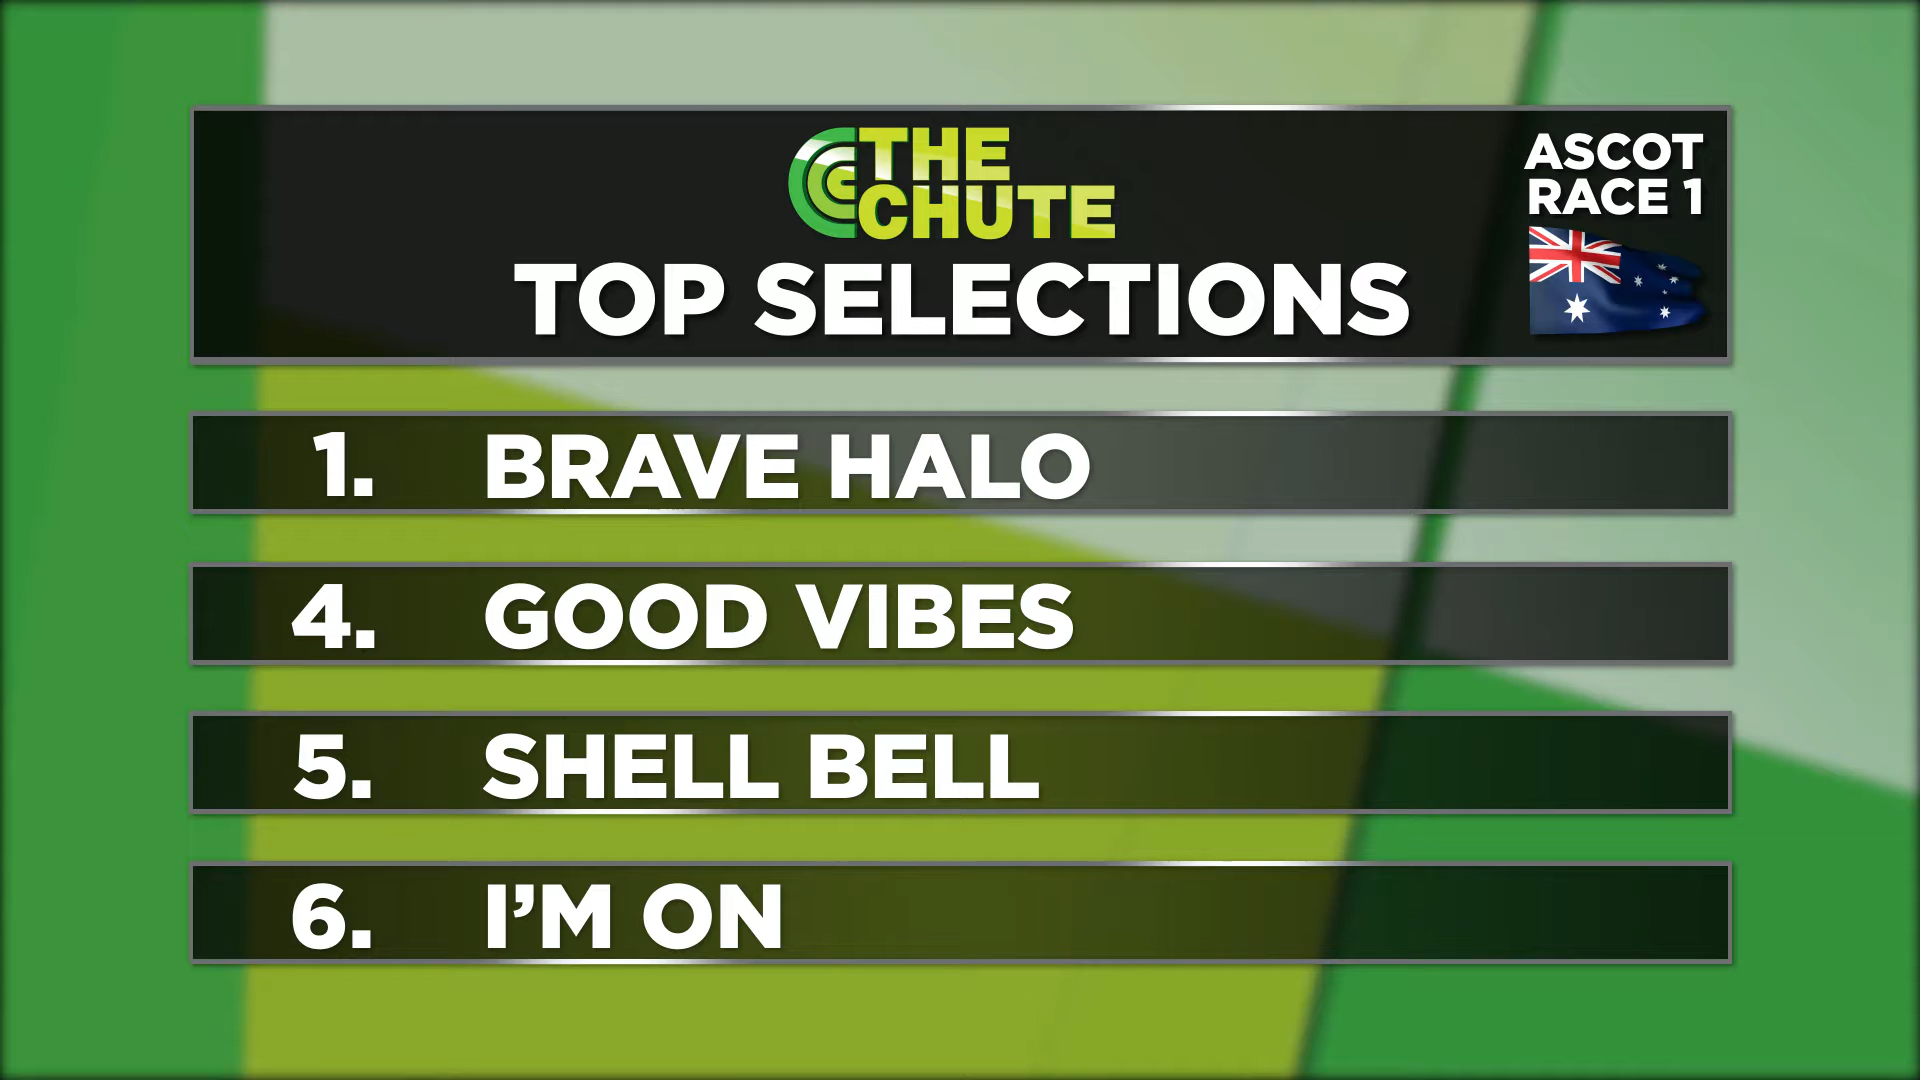 THE
CHUTE
TOP SELECTIONS
ASCOT
RACE 1
1. BRAVE HALO
4. GOOD VIBES
5. SHELL BELL
6. I’M ON